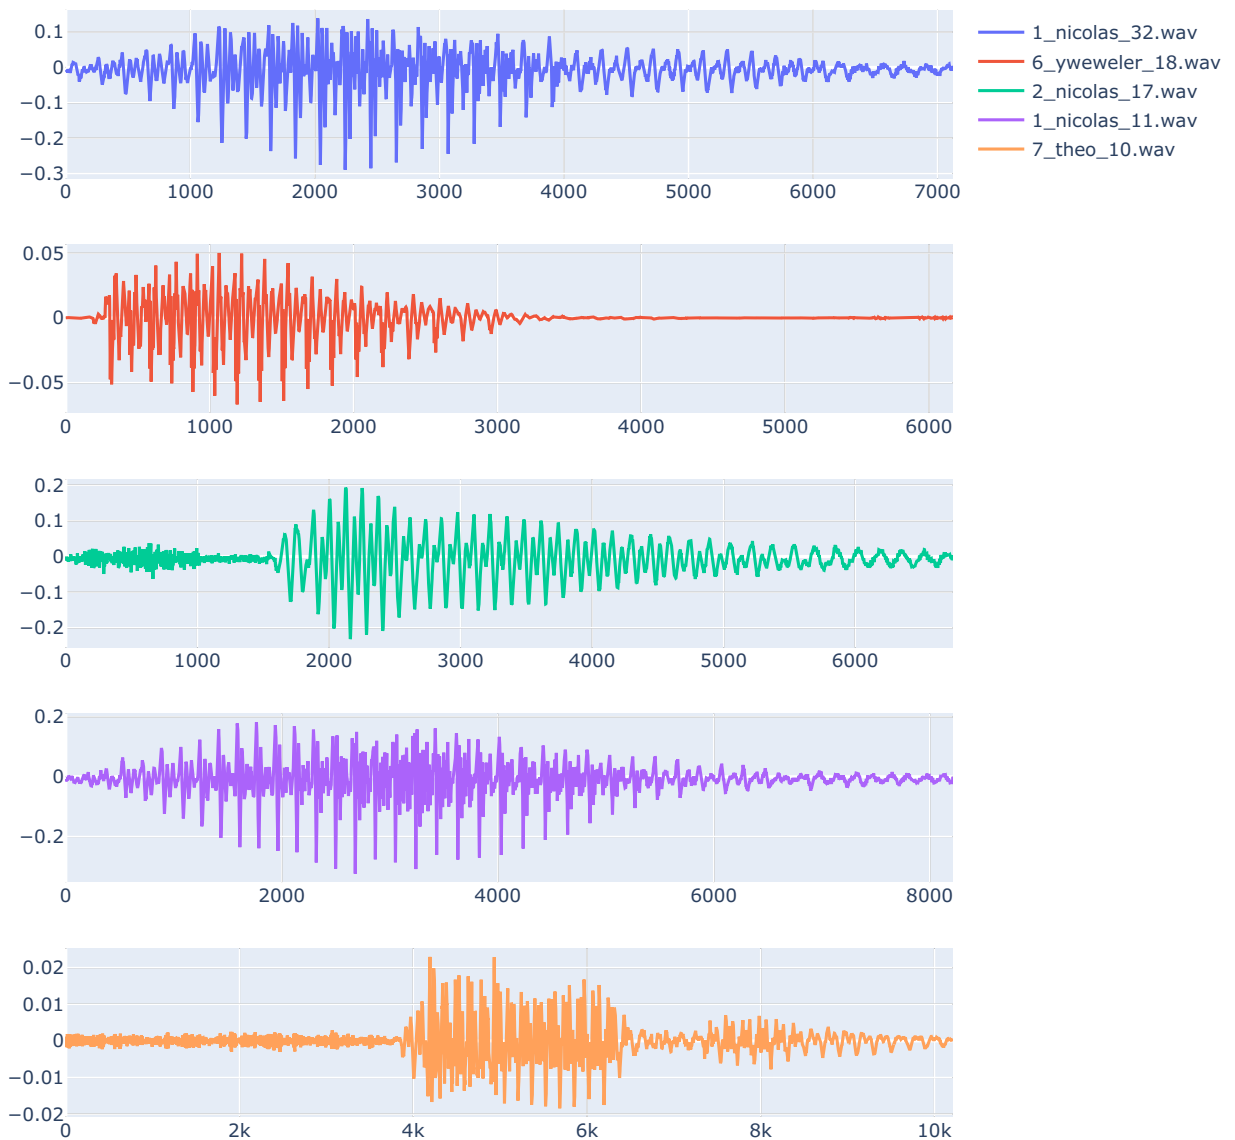 0.1
0
−0.1
−0.2
−0.3
0 1000 2000 3000 4000 5000 6000 7000
1_nicolas_32.wav
6_yweweler_18.wav
2_nicolas_17.wav
1_nicolas_11.wav
7_theo_10.wav
0.05
0
−0.05
0 1000 2000 3000 4000 5000 6000
0.2
0.1
0
−0.1
−0.2
0 1000 2000 3000 4000 5000 6000
0.2
0
−0.2
0 2000 4000 6000 8000
0.02
0.01
0
−0.01
−0.02
0 2k 4k 6k 8k 10k